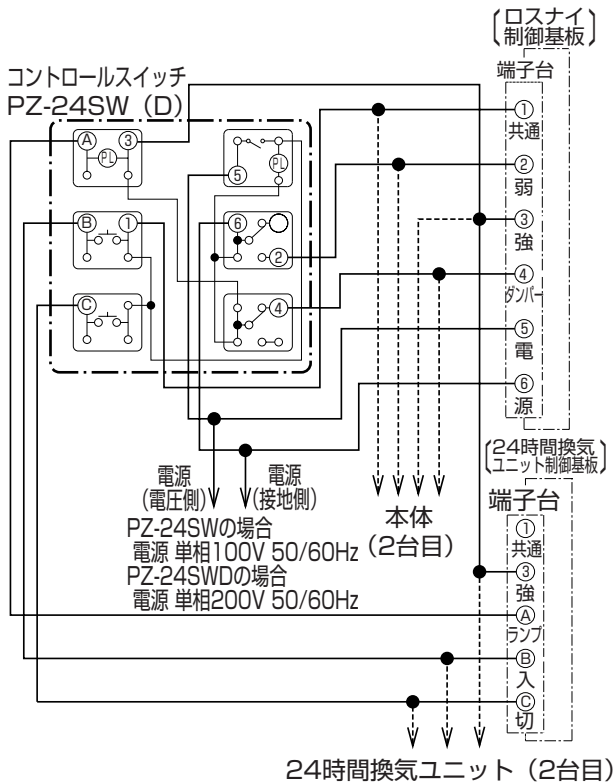 〔ロスナイ
制御基板〕
端子台
コントロールスイッチ
PZ-24SW（D）
A 3
PL
① 共通
② 弱
③ 強
④ ダンパー
⑤ 電
⑥ 源
PL
⑤
B ①
⑥
②
C
④
電源
（電圧側）
電源
（接地側）
PZ-24SWの場合
電源 単相100V 50/60Hz
PZ-24SWDの場合
電源 単相200V 50/60Hz
本体
（2台目）
〔24時間換気
ユニット制御基板〕
端子台
①
共通
③
強
Ⓐ
ランプ
Ⓑ
入
Ⓒ
切
24時間換気ユニット（2台目）